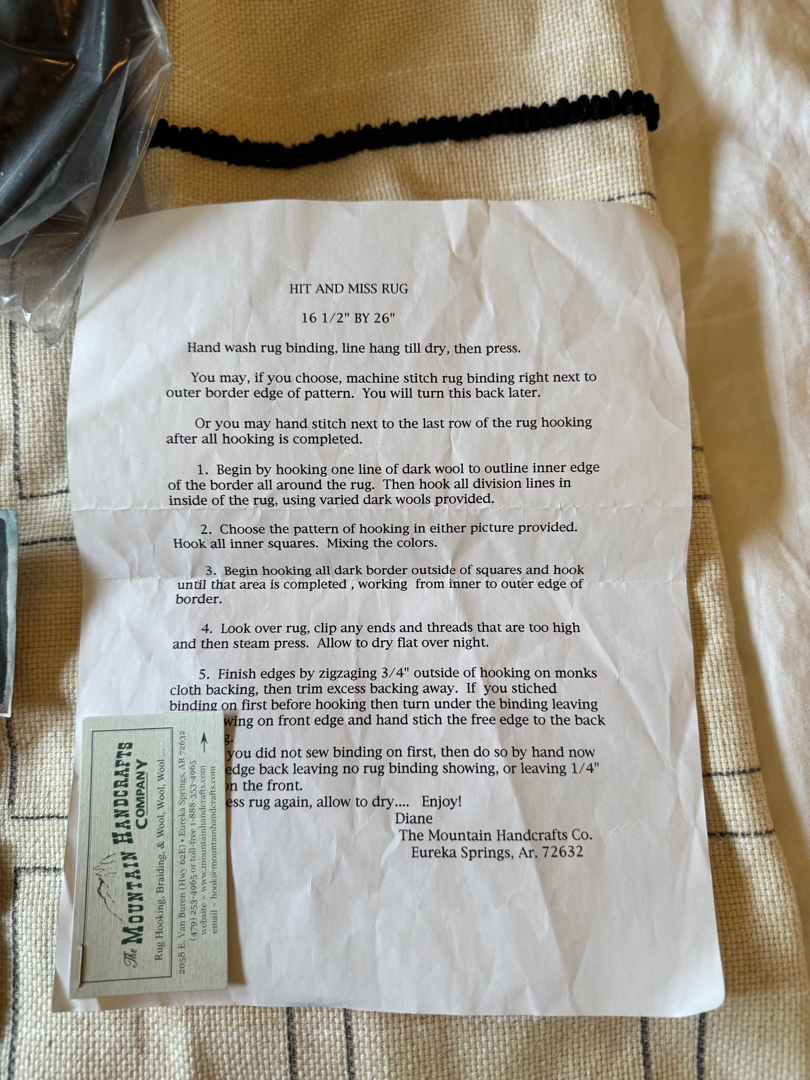 HIT AND MISS RUG
16 1/2" BY 26"
Hand wash rug binding, line hang till dry, then press.
You may, if you choose, machine stitch rug binding right next to
outer border edge of pattern. You will turn this back later.
Or you may hand stitch next to the last row of the rug hooking
after all hooking is completed.
1. Begin by hooking one line of dark wool to outline inner edge
of the border all around the rug. Then hook all division lines in
inside of the rug, using varied dark wools provided.
2. Choose the pattern of hooking in either picture provided.
Hook all inner squares. Mixing the colors.
3. Begin hooking all dark border outside of squares and hook
until that area is completed , working from inner to outer edge of
border.
4. Look over rug, clip any ends and threads that are too high
and then steam press. Allow to dry flat over night.
5. Finish edges by zigzaging 3/4" outside of hooking on monks
cloth backing, then trim excess backing away. If you stiched
binding on first before hooking then turn under the binding leaving
wing on front edge and hand stich the free edge to the back
g.
you did not sew binding on first, then do so by hand now
edge back leaving no rug binding showing, or leaving 1/4"
n the front.
ess rug again, allow to dry.... Enjoy!
Diane
The Mountain Handcrafts Co.
Eureka Springs, Ar. 72632
The MOUNTAIN HANDCRAFTS
COMPANY
Rug Hooking, Braiding, & Wool, Wool, Wool ...
2058 E. Van Buren (Hwy 62E) • Eureka Springs, AR 72632
(479) 253-4965 or toll-free 1-888-353-4965
website ~ www.mountainhandcrafts.com
email ~ hook@mountainhandcrafts.com